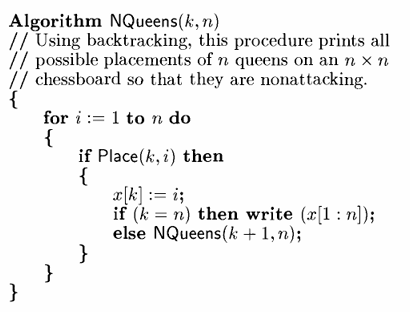 Algorithm NQueens(k, n)
// Using backtracking, this procedure prints all
// possible placements of n queens on an n × n
// chessboard so that they are nonattacking.
{
for i := 1 to n do
{
if Place(k, i) then
{
x[k] := i;
if (k = n) then write (x[1 : n]);
else NQueens(k + 1, n);
}
}
}